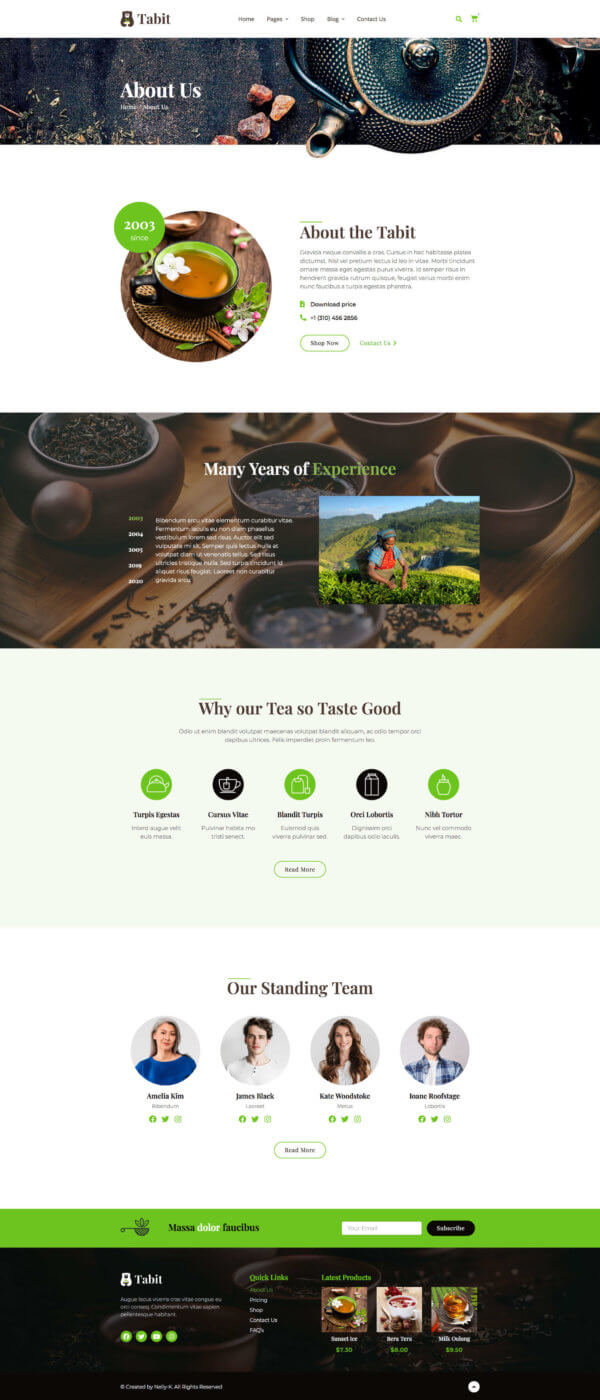 Tabit
Home Pages Shop Blog Contact Us
About Us
Home / About Us
2003
since
About the Tabit
Gravida neque convallis a cras. Cursus in hac habitasse platea
dictumst. Nisl vel pretium lectus id leo in vitae. Morbi tincidunt
ornare massa eget egestas purus viverra. Id semper risus in
hendrerit gravida rutrum quisque, feugiat varius morbi enim
nunc faucibus a turpis egestas pharetra.
Download price
+1 (310) 456 2856
Shop Now Contact Us
Many Years of Experience
2003
2004
2005
2019
2020
Bibendum arcu vitae elementum curabitur vitae.
Fermentum iaculis eu non diam phasellus
vestibulum lorem sed risus. Auctor elit sed
vulputate mi sit. Semper quis lectus nulla at
volutpat diam ut venenatis tellus. Sed risus
ultricies tristique nulla. Sed turpis tincidunt id
aliquet risus feugiat. Laoreet non curabitur
gravida arcu.
Why our Tea so Taste Good
Odio ut enim blandit volutpat maecenas volutpat blandit aliquam, ac odio tempor orci
dapibus ultrices. Felis imperdiet proin fermentum leo.
Turpis Egestas
Interd augue velit
euis massa.
Cursus Vitae
Pulvinar habita mo
tristi senect.
Blandit Turpis
Euismod quis
viverra pulvinar sed.
Orci Lobortis
Dignissim orci
dapibus odio iaculis.
Nibh Tortor
Nunc vel commodo
viverra maec.
Read More
Our Standing Team
Amelia Kim
Bibendum
James Black
Laoreet
Kate Woodstoke
Metus
Ioane Roofstage
Lobortis
Read More
Massa dolor faucibus
Your Email
Subscribe
Tabit
Augue lacus viverra cras vitae congue eu
orci conseq. Condimentum vitae sapien
pellentesque habitant.
Quick Links
About Us
Pricing
Shop
Contact Us
FAQ's
Latest Products
Sunset Ice
$7.30
Bera Tera
$8.00
Milk Oolong
$9.50
© Created by Nelly-K. All Rights Reserved